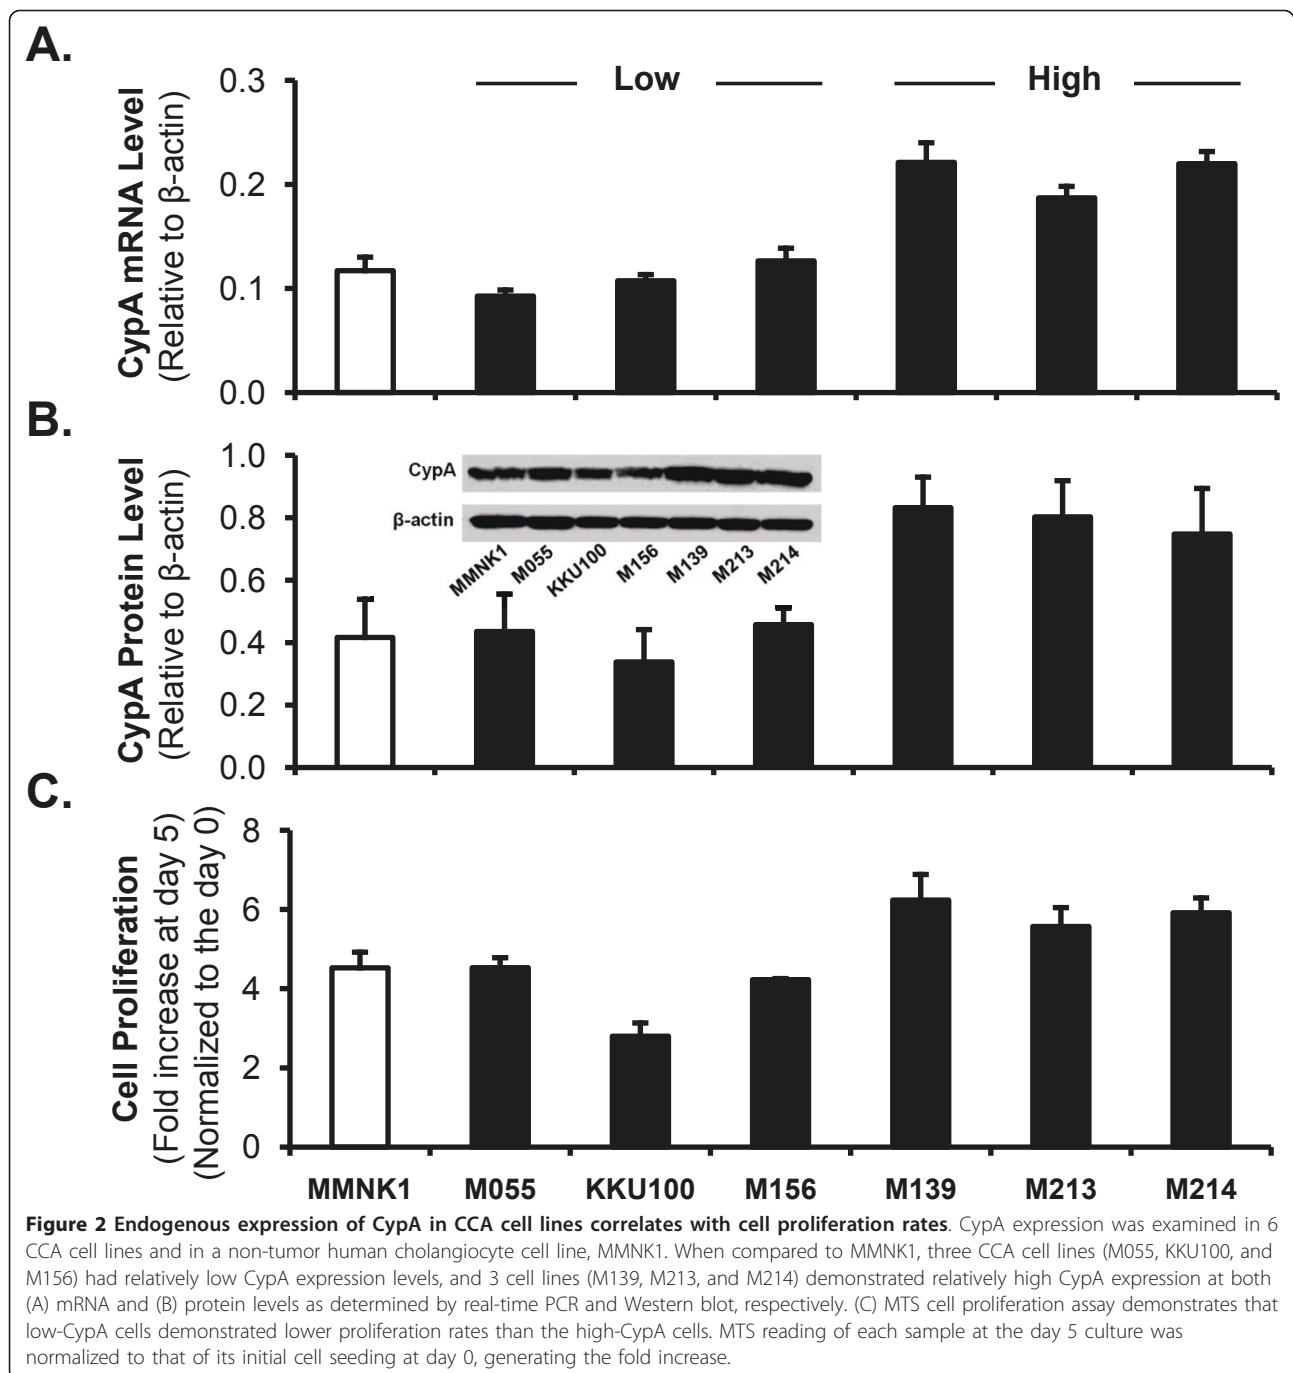 A.
CypA mRNA Level
(Relative to β-actin)
0.3
0.2
0.1
0.0
Low
High
B.
CypA Protein Level
(Relative to β-actin)
1.0
0.8
0.6
0.4
0.2
0.0
CypA
β-actin
MMNK1
M055
KKU100
M156
M139
M213
M214
C.
Cell Proliferation
(Fold increase at day 5)
(Normalized to the day 0)
8
6
4
2
0
MMNK1 M055 KKU100 M156 M139 M213 M214
Figure 2 Endogenous expression of CypA in CCA cell lines correlates with cell proliferation rates. CypA expression was examined in 6
CCA cell lines and in a non-tumor human cholangiocyte cell line, MMNK1. When compared to MMNK1, three CCA cell lines (M055, KKU100, and
M156) had relatively low CypA expression levels, and 3 cell lines (M139, M213, and M214) demonstrated relatively high CypA expression at both
(A) mRNA and (B) protein levels as determined by real-time PCR and Western blot, respectively. (C) MTS cell proliferation assay demonstrates that
low-CypA cells demonstrated lower proliferation rates than the high-CypA cells. MTS reading of each sample at the day 5 culture was
normalized to that of its initial cell seeding at day 0, generating the fold increase.